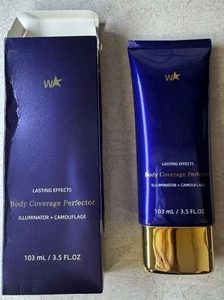 W
LASTING EFFECTS
Body Coverage Perfector
ILLUMINATOR + CAMOUFLAGE
103 mL / 3.5 FL.OZ
W
LASTING EFFECTS
Body Coverage Perfector
ILLUMINATOR + CAMOUFLAGE
103 mL / 3.5 FL.OZ